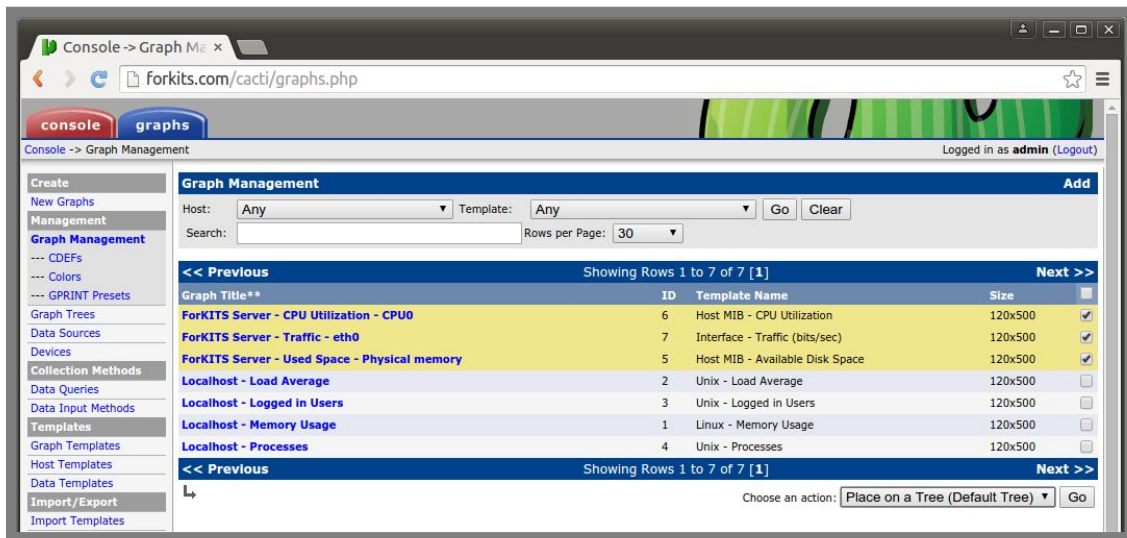 Console -> Graph Ma
forkits.com/cacti/graphs.php
console graphs
Console -> Graph Management
Logged in as admin (Logout)
Create
New Graphs
Management
Graph Management
--- CDEFs
--- Colors
--- GPRINT Presets
Graph Trees
Data Sources
Devices
Collection Methods
Data Queries
Data Input Methods
Templates
Graph Templates
Host Templates
Data Templates
Import/Export
Import Templates
Graph Management Add
Host: Any Template: Any Go Clear
Search: Rows per Page: 30
<< Previous Showing Rows 1 to 7 of 7 [1] Next >>
Graph Title** ID Template Name Size
ForKITS Server - CPU Utilization - CPU0 6 Host MIB - CPU Utilization 120x500
ForKITS Server - Traffic - eth0 7 Interface - Traffic (bits/sec) 120x500
ForKITS Server - Used Space - Physical memory 5 Host MIB - Available Disk Space 120x500
Localhost - Load Average 2 Unix - Load Average 120x500
Localhost - Logged in Users 3 Unix - Logged in Users 120x500
Localhost - Memory Usage 1 Linux - Memory Usage 120x500
Localhost - Processes 4 Unix - Processes 120x500
<< Previous Showing Rows 1 to 7 of 7 [1] Next >>
Choose an action: Place on a Tree (Default Tree) Go